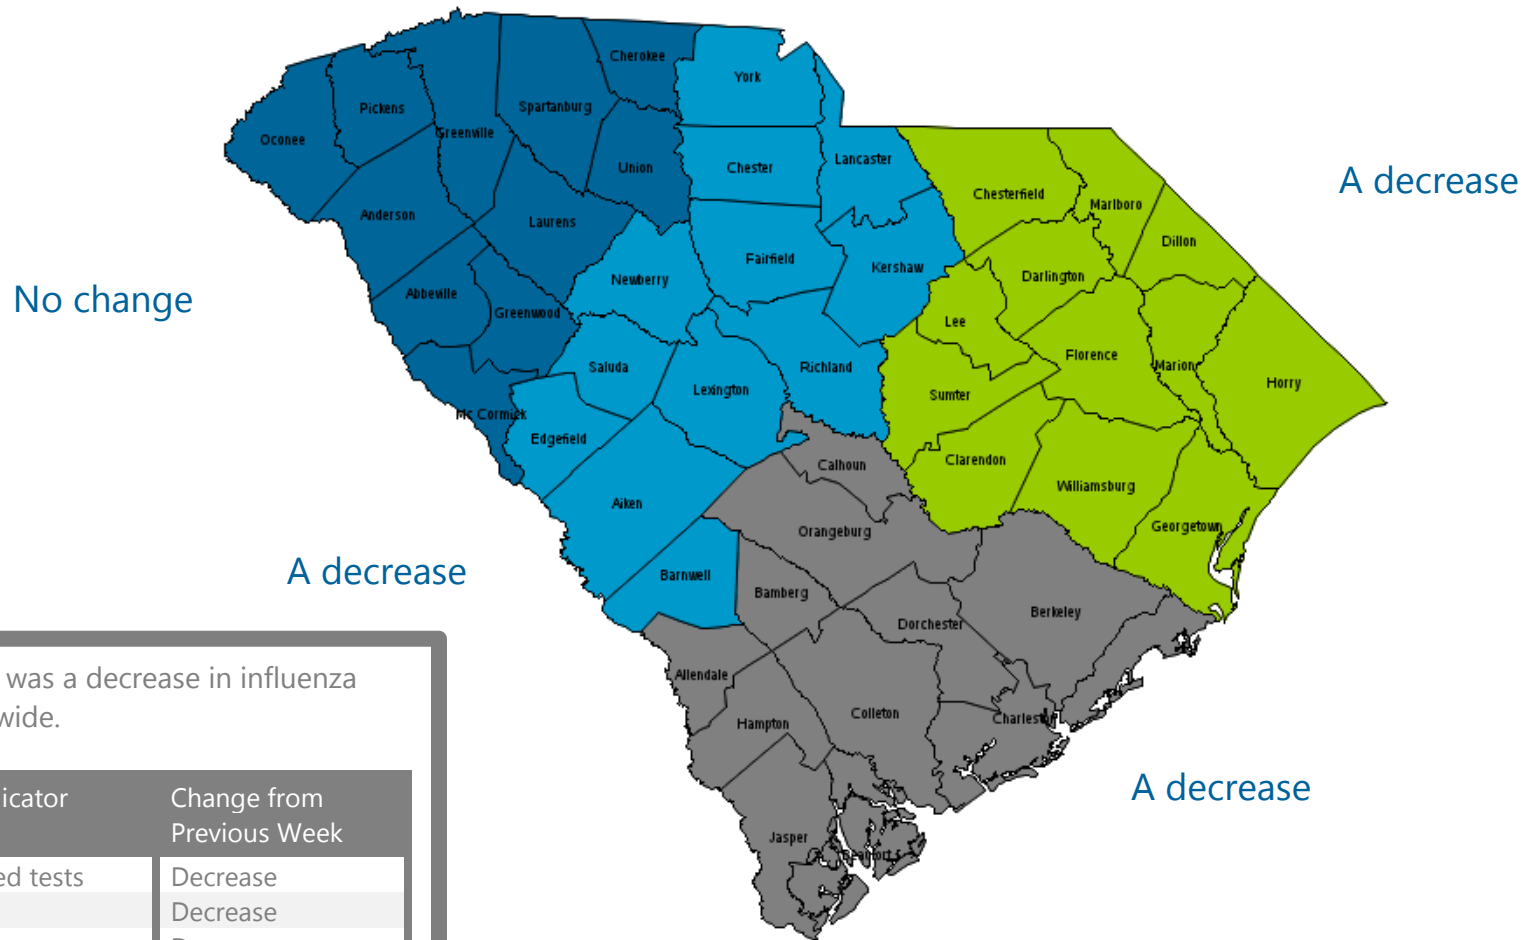 Cherokee
York
Pickens
Spartanburg
Greenville
Oconee
Union
Chester
Lancaster
A decrease
Chesterfield
Marlboro
Anderson
Laurens
Dillon
Fairfield
Kershaw
Darlington
Newberry
No change
Abbeville
Greenwood
Lee
Florence
Saluda
Richland
Marion
Horry
Lexington
Sumter
Mc Cormick
Edgefield
Calhoun
Clarendon
Williamsburg
Aiken
Orangeburg
Georgetown
A decrease
Barnwell
Bamberg
Berkeley
Dorchester
Allendale
Colleton
Charleston
Hampton
A decrease
Jasper
Beaufort
was a decrease in influenza
wide.
icator
Change from
Previous Week
ed tests
Decrease
Decrease